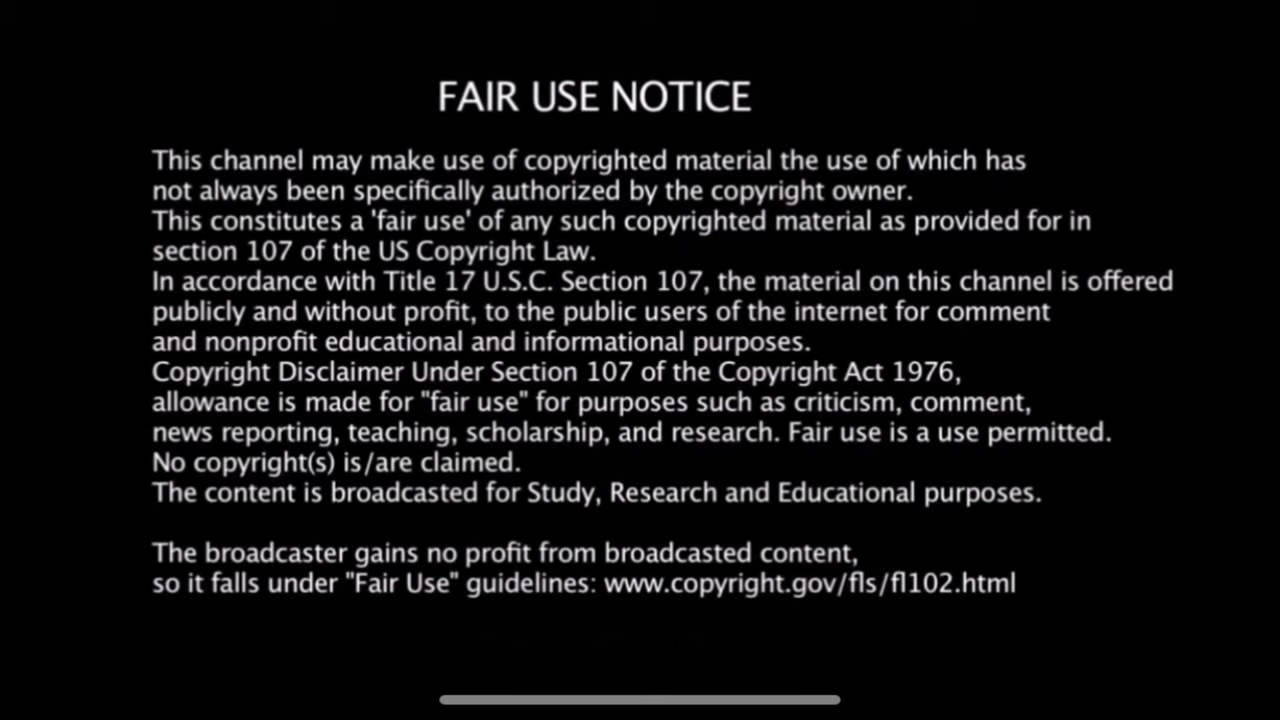 FAIR USE NOTICE
This channel may make use of copyrighted material the use of which has
not always been specifically authorized by the copyright owner.
This constitutes a 'fair use' of any such copyrighted material as provided for in
section 107 of the US Copyright Law.
In accordance with Title 17 U.S.C. Section 107, the material on this channel is offered
publicly and without profit, to the public users of the internet for comment
and nonprofit educational and informational purposes.
Copyright Disclaimer Under Section 107 of the Copyright Act 1976,
allowance is made for "fair use" for purposes such as criticism, comment,
news reporting, teaching, scholarship, and research. Fair use is a use permitted.
No copyright(s) is/are claimed.
The content is broadcasted for Study, Research and Educational purposes.
The broadcaster gains no profit from broadcasted content,
so it falls under "Fair Use" guidelines: www.copyright.gov/fls/fl102.html